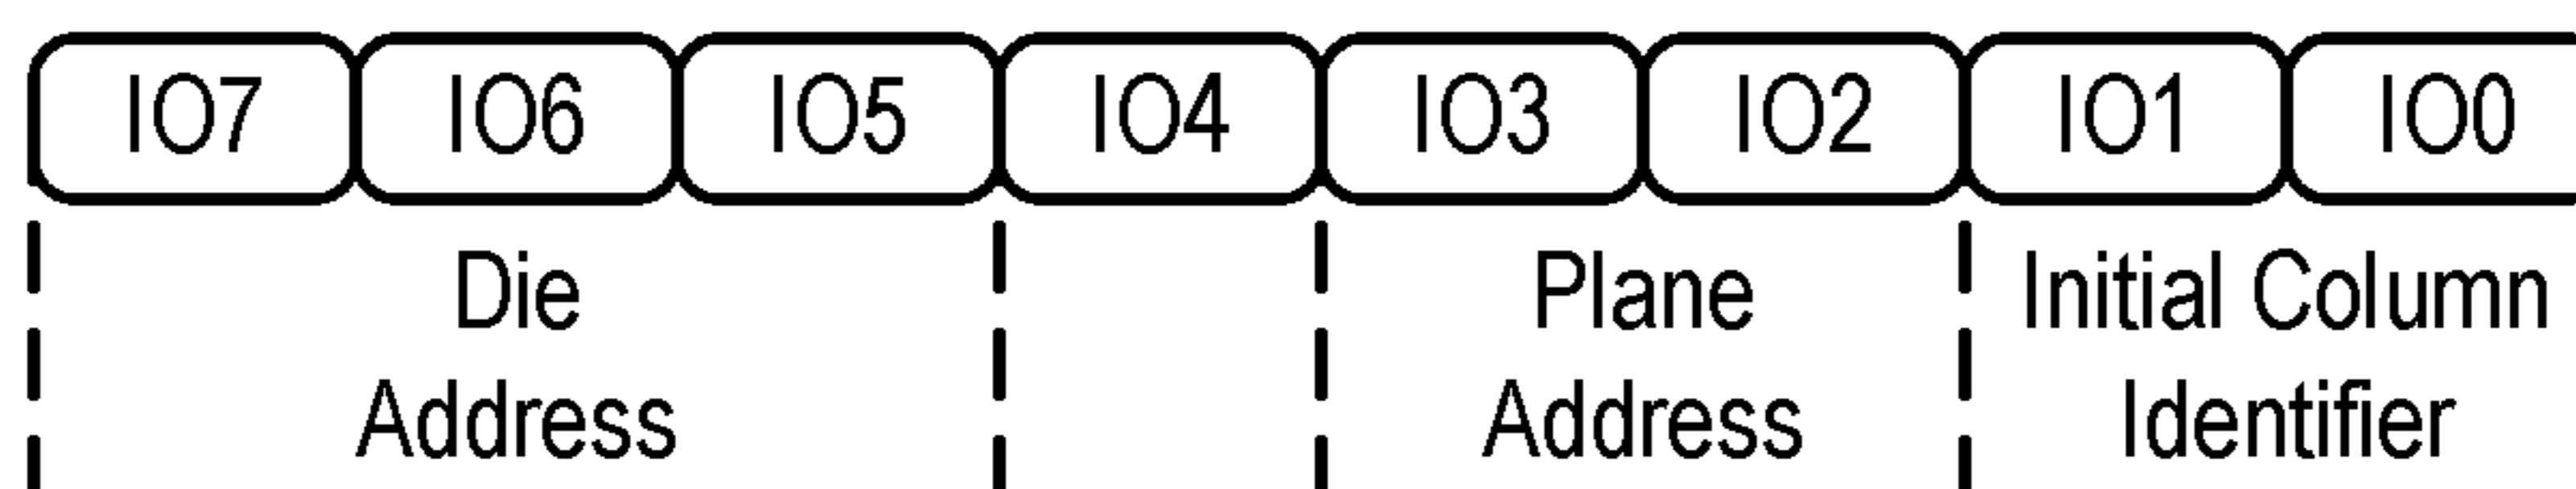 IO7 IO6 IO5 IO4 IO3 IO2 IO1 IO0
Die Plane Initial Column
Address Address Identifier